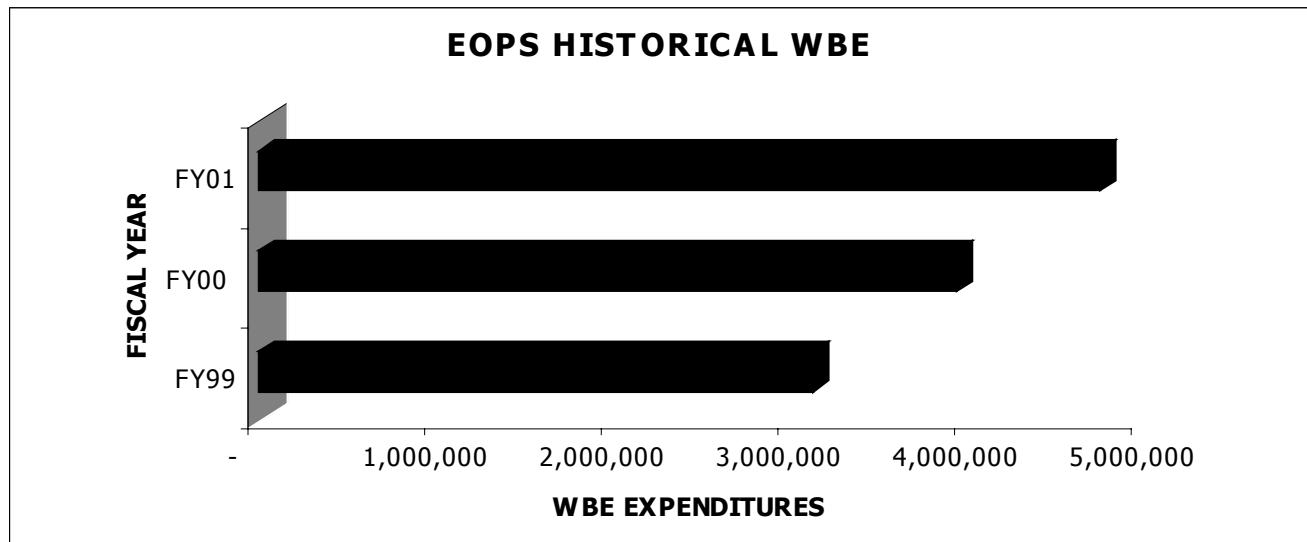 EOPS HISTORICAL WBE
FISCAL YEAR
FY01
FY00
FY99
- 1,000,000 2,000,000 3,000,000 4,000,000 5,000,000
WBE EXPENDITURES